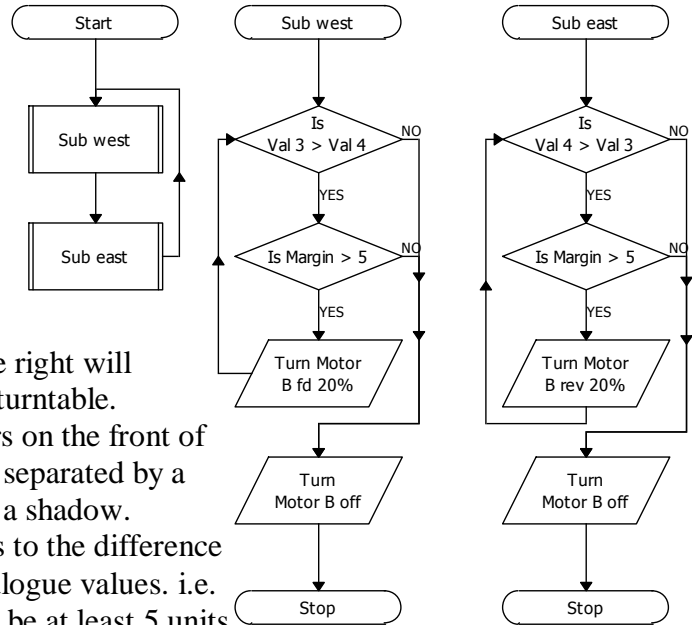 Start
Sub west
Sub east
Sub west
Is
Val 3 > Val 4
NO
YES
Is Margin > 5
NO
YES
Turn Motor
B fd 20%
Turn
Motor B off
Stop
Sub east
Is
Val 4 > Val 3
NO
YES
Is Margin > 5
NO
YES
Turn Motor
B rev 20%
Turn
Motor B off
Stop
right will
turntable.
on the front of
separated by a
a shadow.
to the difference
values. i.e.
be at least 5 units